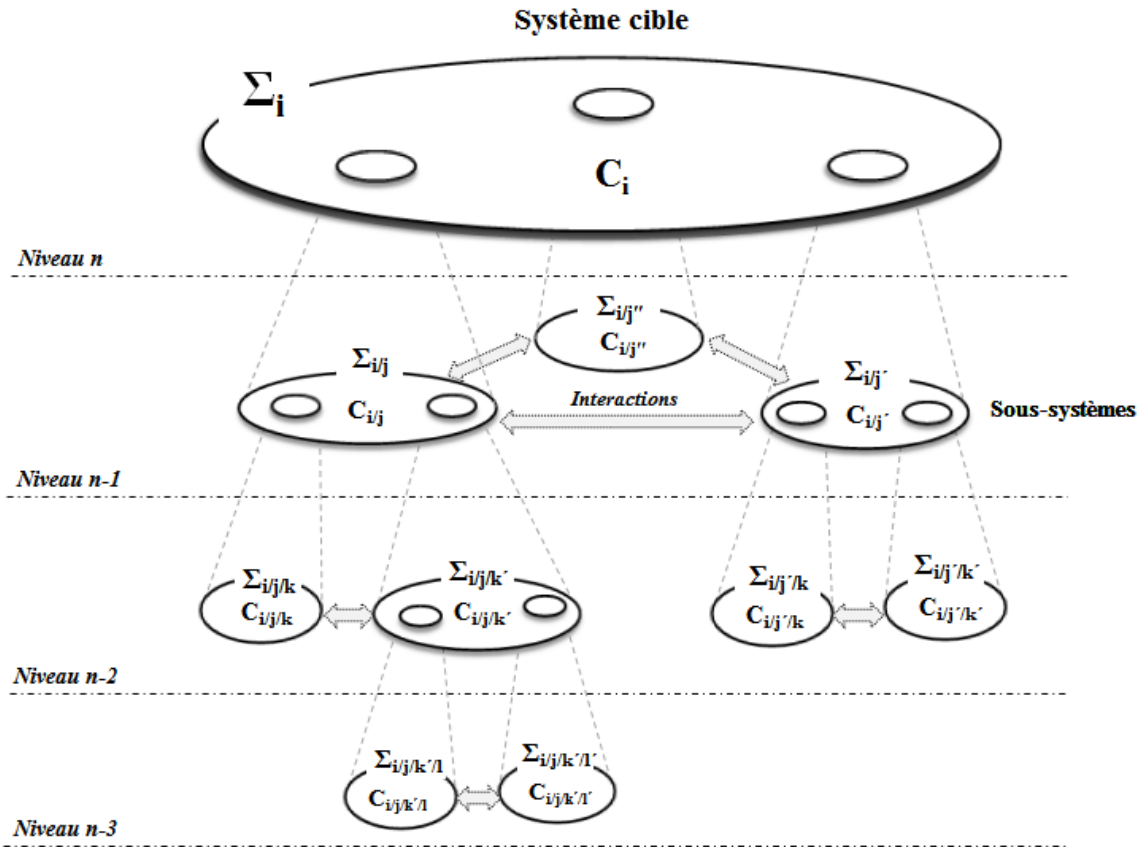 Système cible
Σi
Ci
Niveau n
Σi/j″
Ci/j″
Σi/j
Ci/j
Interactions
Σi/j´
Ci/j´
Sous-systèmes
Niveau n-1
Σi/j/k
Ci/j/k
Σi/j/k´
Ci/j/k´
Σi/j´/k
Ci/j´/k
Σi/j´/k´
Ci/j´/k´
Niveau n-2
Σi/j/k´/l
Ci/j/k´/l
Σi/j/k´/l´
Ci/j/k´/l´
Niveau n-3